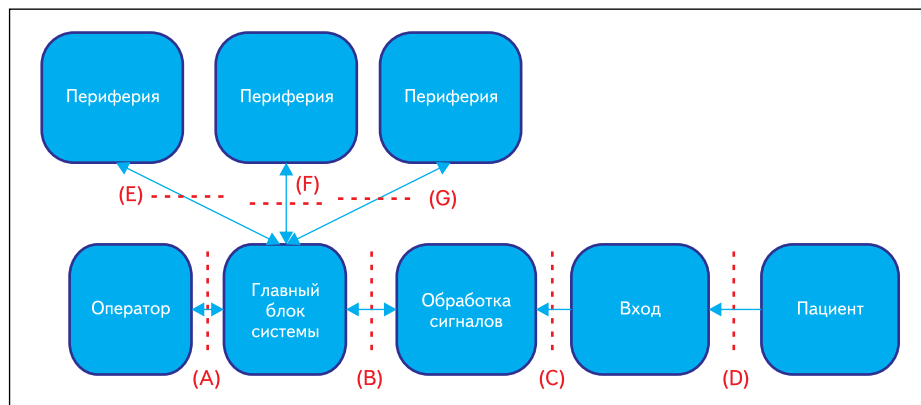 Периферия
Периферия
Периферия
(E)
(F)
(G)
Оператор
Главный
блок
системы
Обработка
сигналов
Вход
Пациент
(A)
(B)
(C)
(D)